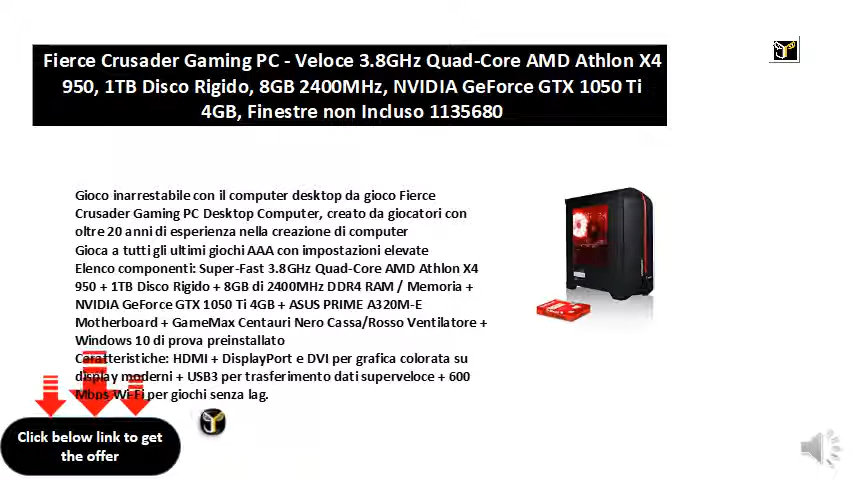 Fierce Crusader Gaming PC - Veloce 3.8GHz Quad-Core AMD Athlon X4
950, 1TB Disco Rigido, 8GB 2400MHz, NVIDIA GeForce GTX 1050 Ti
4GB, Finestre non Incluso 1135680
Gioco inarrestabile con il computer desktop da gioco Fierce
Crusader Gaming PC Desktop Computer, creato da giocatori con
oltre 20 anni di esperienza nella creazione di computer
Gioca a tutti gli ultimi giochi AAA con impostazioni elevate
Elenco componenti: Super-Fast 3.8GHz Quad-Core AMD Athlon X4
950 + 1TB Disco Rigido + 8GB di 2400MHz DDR4 RAM / Memoria +
NVIDIA GeForce GTX 1050 Ti 4GB + ASUS PRIME A320M-E
Motherboard + GameMax Centauri Nero Cassa/Rosso Ventilatore +
Windows 10 di prova preinstallato
Caratteristiche: HDMI + DisplayPort e DVI per grafica colorata su
display moderni + USB3 per trasferimento dati superveloce + 600
Mbps Wi-Fi per giochi senza lag.
Click below link to get
the offer